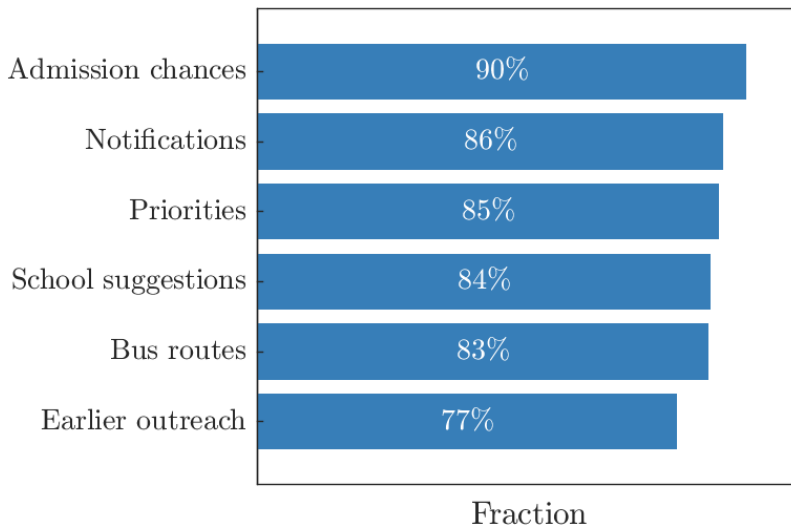 Admission chances 90%
Notifications 86%
Priorities 85%
School suggestions 84%
Bus routes 83%
Earlier outreach 77%
Fraction